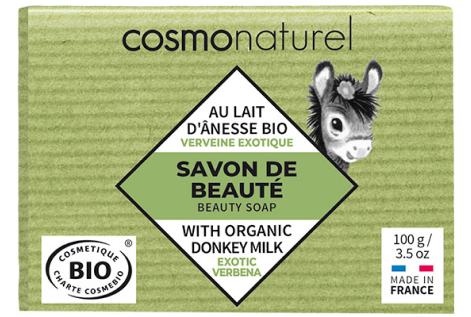 cosmonaturel
AU LAIT
D'ÂNESSE BIO
VERVEINE EXOTIQUE
SAVON DE
BEAUTÉ
BEAUTY SOAP
WITH ORGANIC
DONKEY MILK
EXOTIC
VERBENA
COSMETIQUE
BIO
®
CHARTE COSMEBIO
100 g /
3.5 oz
MADE IN
FRANCE